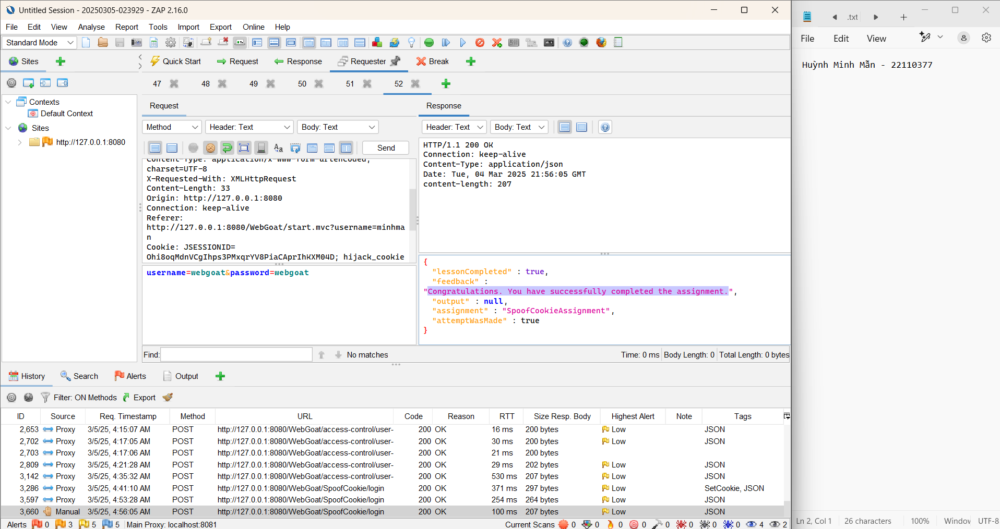 Untitled Session - 20250305-023929 - ZAP 2.16.0
File Edit View Analyse Report Tools Import Export Online Help
Standard Mode
Sites
Quick Start Request Response Requester Break
47 48 49 50 51 52
Contexts
Default Context
Sites
http://127.0.0.1:8080
Request
Method Header: Text Body: Text
Send
Content-Type: application/x-www-form-urlencoded;
charset=UTF-8
X-Requested-With: XMLHttpRequest
Content-Length: 33
Origin: http://127.0.0.1:8080
Connection: keep-alive
Referer:
http://127.0.0.1:8080/WebGoat/start.mvc?username=minhma
n
Cookie: JSESSIONID=
Ohi8oqMdnVCgIhps3PMxqrYV8PiaCAprIhKXM04D; hijack_cookie
username=webgoat&password=webgoat
Response
Header: Text Body: Text
HTTP/1.1 200 OK
Connection: keep-alive
Content-Type: application/json
Date: Tue, 04 Mar 2025 21:56:05 GMT
content-length: 207
{
"lessonCompleted" : true,
"feedback" :
"Congratulations. You have successfully completed the assignment.",
"output" : null,
"assignment" : "SpoofCookieAssignment",
"attemptWasMade" : true
}
Find: No matches Time: 0 ms Body Length: 0 Total Length: 0 bytes
History Search Alerts Output
Filter: ON Methods Export
ID Source Req. Timestamp Method URL Code Reason RTT Size Resp. Body Highest Alert Note Tags
2,653 Proxy 3/5/25, 4:15:07 AM POST http://127.0.0.1:8080/WebGoat/access-control/user- 200 OK 16 ms 200 bytes Low JSON
2,702 Proxy 3/5/25, 4:17:05 AM POST http://127.0.0.1:8080/WebGoat/access-control/user- 200 OK 30 ms 200 bytes Low JSON
2,703 Proxy 3/5/25, 4:17:06 AM POST http://127.0.0.1:8080/WebGoat/access-control/user- 200 OK 21 ms 200 bytes
2,809 Proxy 3/5/25, 4:21:28 AM POST http://127.0.0.1:8080/WebGoat/access-control/user- 200 OK 29 ms 202 bytes Low JSON
3,142 Proxy 3/5/25, 4:35:32 AM POST http://127.0.0.1:8080/WebGoat/access-control/user- 200 OK 530 ms 207 bytes Low JSON
3,286 Proxy 3/5/25, 4:41:10 AM POST http://127.0.0.1:8080/WebGoat/SpoofCookie/login 200 OK 371 ms 297 bytes Low SetCookie, JSON
3,597 Proxy 3/5/25, 4:53:28 AM POST http://127.0.0.1:8080/WebGoat/SpoofCookie/login 200 OK 254 ms 264 bytes Low JSON
3,660 Manual 3/5/25, 4:56:05 AM POST http://127.0.0.1:8080/WebGoat/SpoofCookie/login 200 OK 100 ms 207 bytes Low JSON
Alerts 0 3 5 5 Main Proxy: localhost:8081 Current Scans 0 0 0 0 0 0 0 0 4 2
.txt
File Edit View
Huỳnh Minh Mẫn - 22110377
Ln 2, Col 1 26 characters 100% Window UTF-8